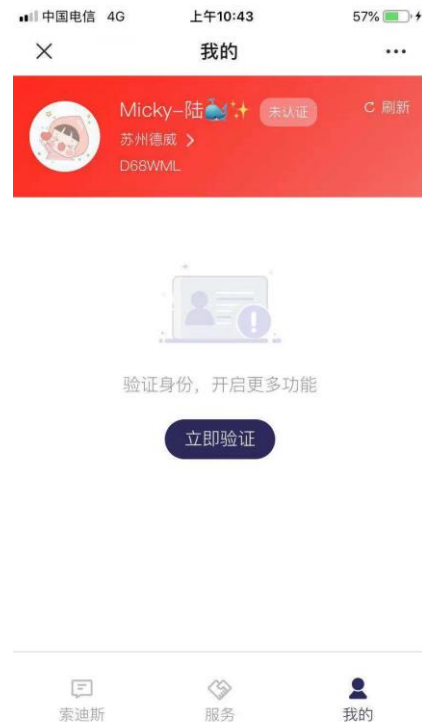 中国电信 4G 上午10:43 57%
我的
Micky-陆🐳✨ 未认证 刷新
苏州德威
D68WML
验证身份，开启更多功能
立即验证
索迪斯 服务 我的